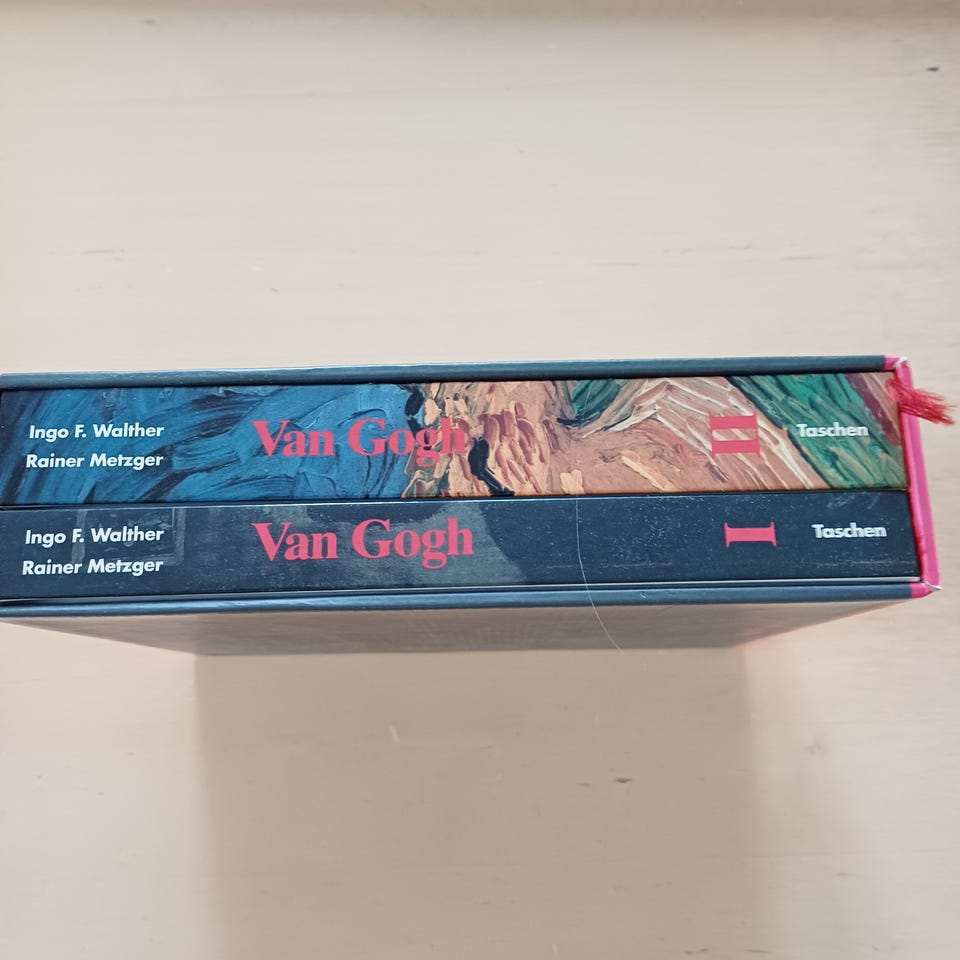 Ingo F. Walther
Rainer Metzger
Van Gogh
II
Taschen
Ingo F. Walther
Rainer Metzger
Van Gogh
I
Taschen